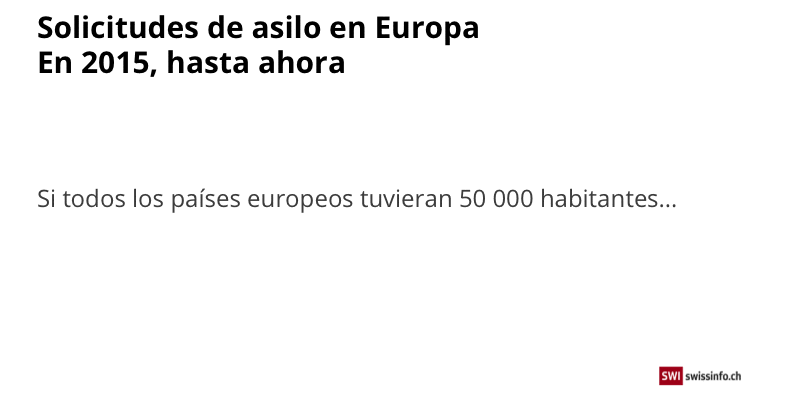 Solicitudes de asilo en Europa
En 2015, hasta ahora
Si todos los países europeos tuvieran 50 000 habitantes...
SWI swissinfo.ch